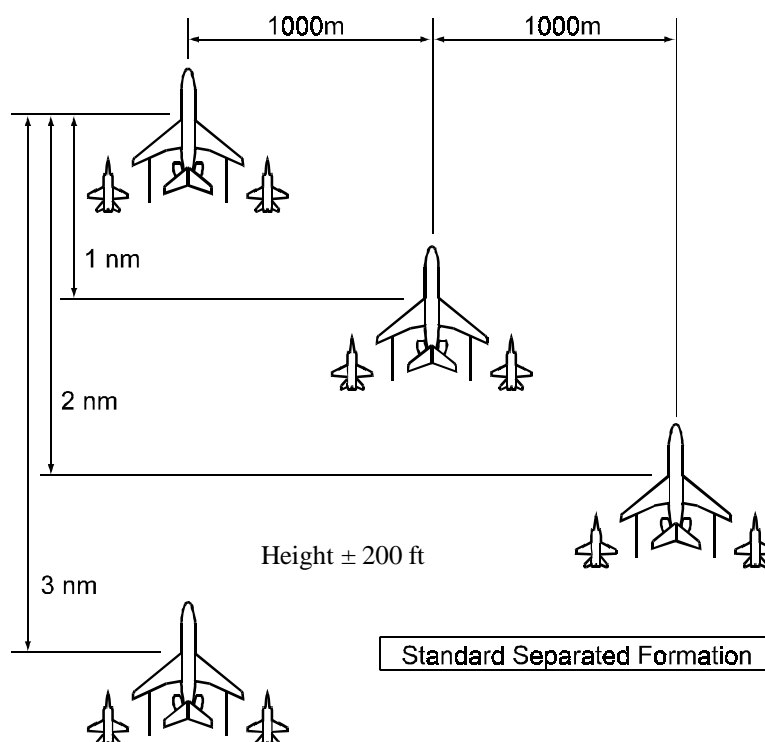 1000m 1000m
1 nm
2 nm
Height ± 200 ft
3 nm
Standard Separated Formation